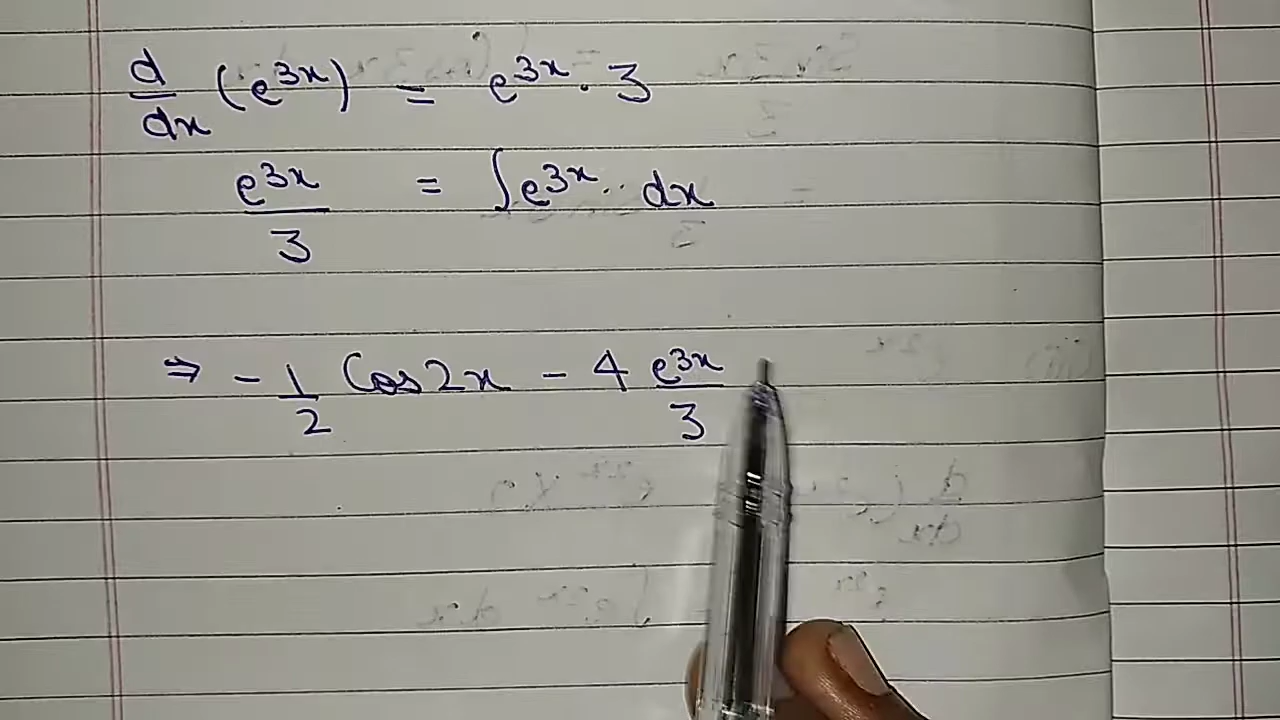 d/dx (e^3x) = e^3x · 3
e^3x/3 = ∫e^3x·· dx
⇒ - 1/2 Cos2x - 4 e^3x/3